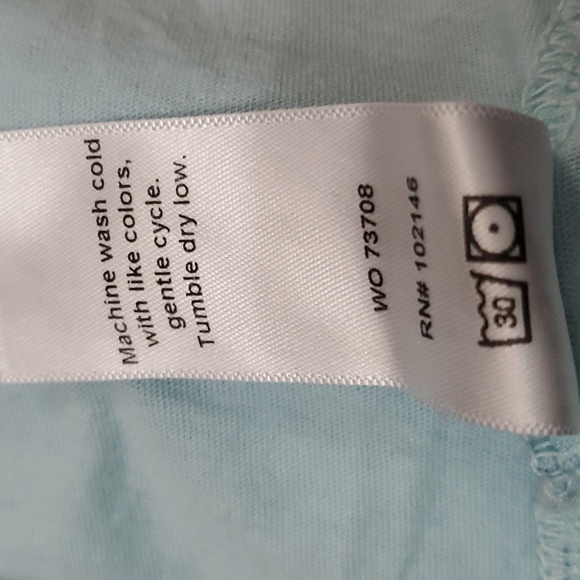 Machine wash cold
with like colors,
gentle cycle.
Tumble dry low.
WO 73708
RN# 102146
30